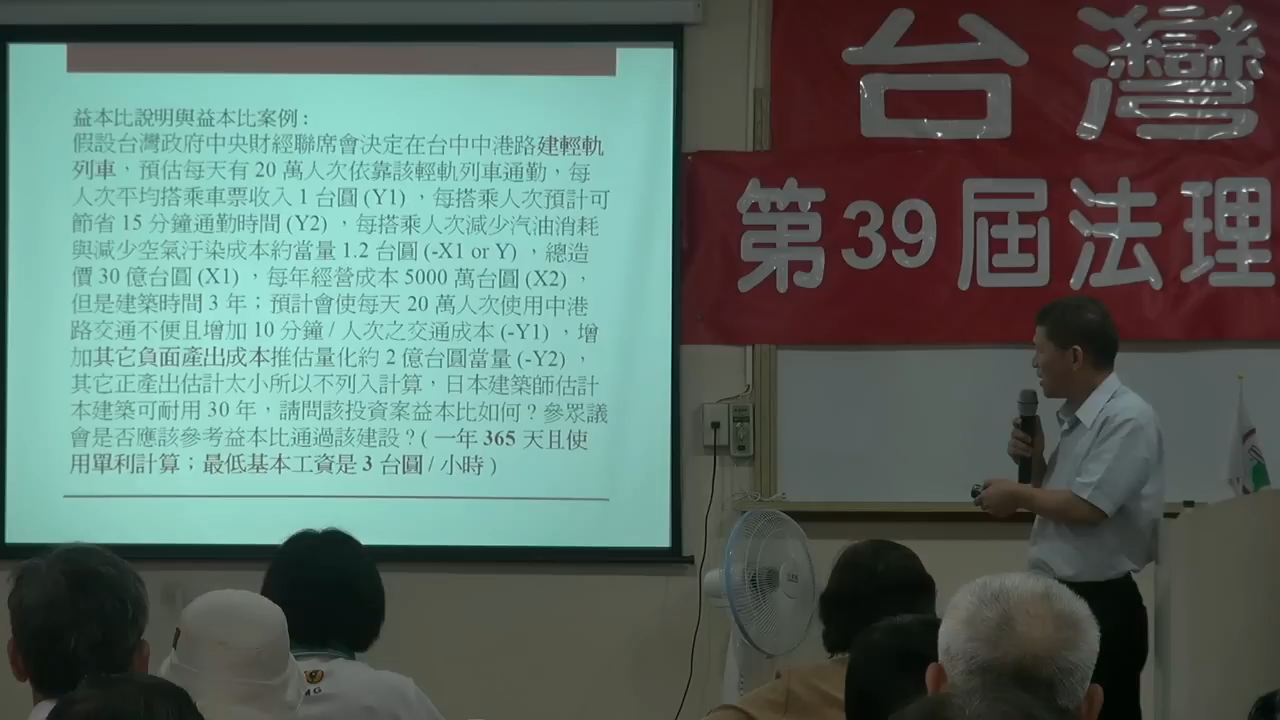 益本比說明與益本比案例:
假設台灣政府中央財經聯席會決定在台中中港路建輕軌
列車，預估每天有 20 萬人次依靠該輕軌列車通勤，每
人次平均搭乘車票收入 1 台圓 (Y1) ，每搭乘人次預計可
節省 15 分鐘通勤時間 (Y2) ，每搭乘人次減少汽油消耗
與減少空氣汙染成本約當量 1.2 台圓 (-X1 or Y) ，總造
價 30 億台圓 (X1) ，每年經營成本 5000 萬台圓 (X2) ，
但是建築時間 3 年；預計會使每天 20 萬人次使用中港
路交通不便且增加 10 分鐘 / 人次之交通成本 (-Y1) ，增
加其它負面產出成本推估量化約 2 億台圓當量 (-Y2) ，
其它正產出估計太小所以不列入計算，日本建築師估計
本建築可耐用 30 年，請問該投資案益本比如何？參眾議
會是否應該參考益本比通過該建設？( 一年 365 天且使
用單利計算；最低基本工資是 3 台圓 / 小時 )
台灣
第39屆法理